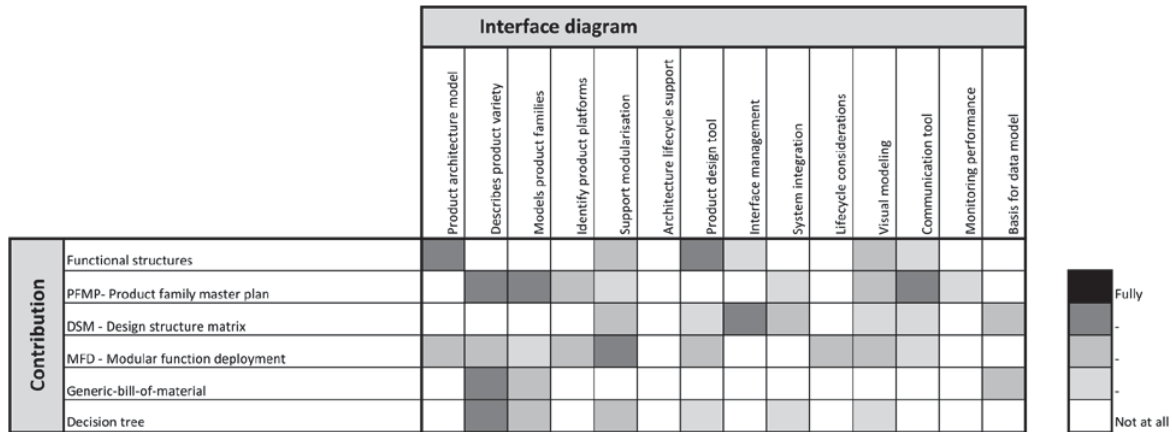 Interface diagram
Product architecture model
Describes product variety
Models product families
Identify product platforms
Support modularisation
Architecture lifecycle support
Product design tool
Interface management
System integration
Lifecycle considerations
Visual modeling
Communication tool
Monitoring performance
Basis for data model
Contribution
Functional structures
PFMP- Product family master plan
DSM - Design structure matrix
MFD - Modular function deployment
Generic-bill-of-material
Decision tree
Fully
-
-
-
Not at all